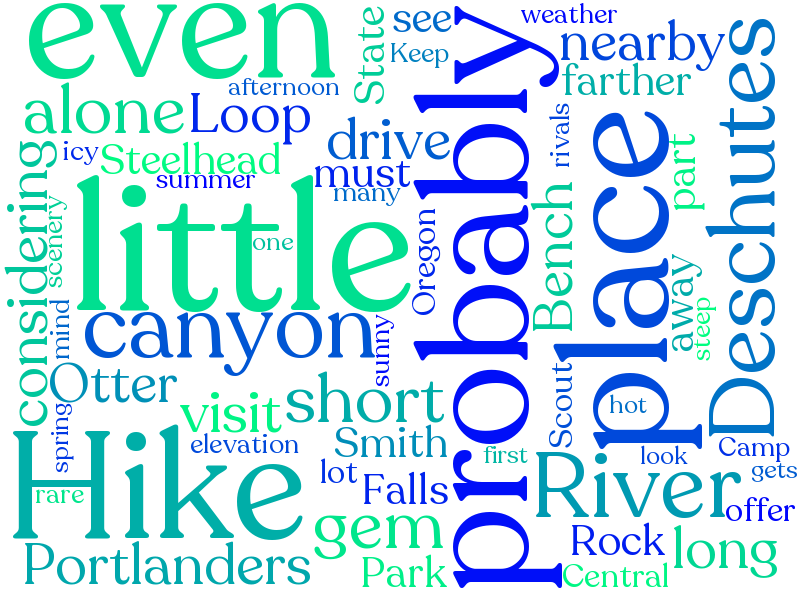 even
afternoon
State
see
Keep
weather
nearby
farther
alone
Loop
icy
Steelhead
summer
drive
must
many
probably
rivals
place
part
Deschutes
considering
scenery
little
one
Oregon
Bench
away
steep
mind
canyon
sunny
Otter
visit
short
Scout
hot
spring
Hike
elevation
Smith
first
look
Camp
gets
rare
lot
Falls
River
offer
gem
Rock
long
Portlanders
Park
Central